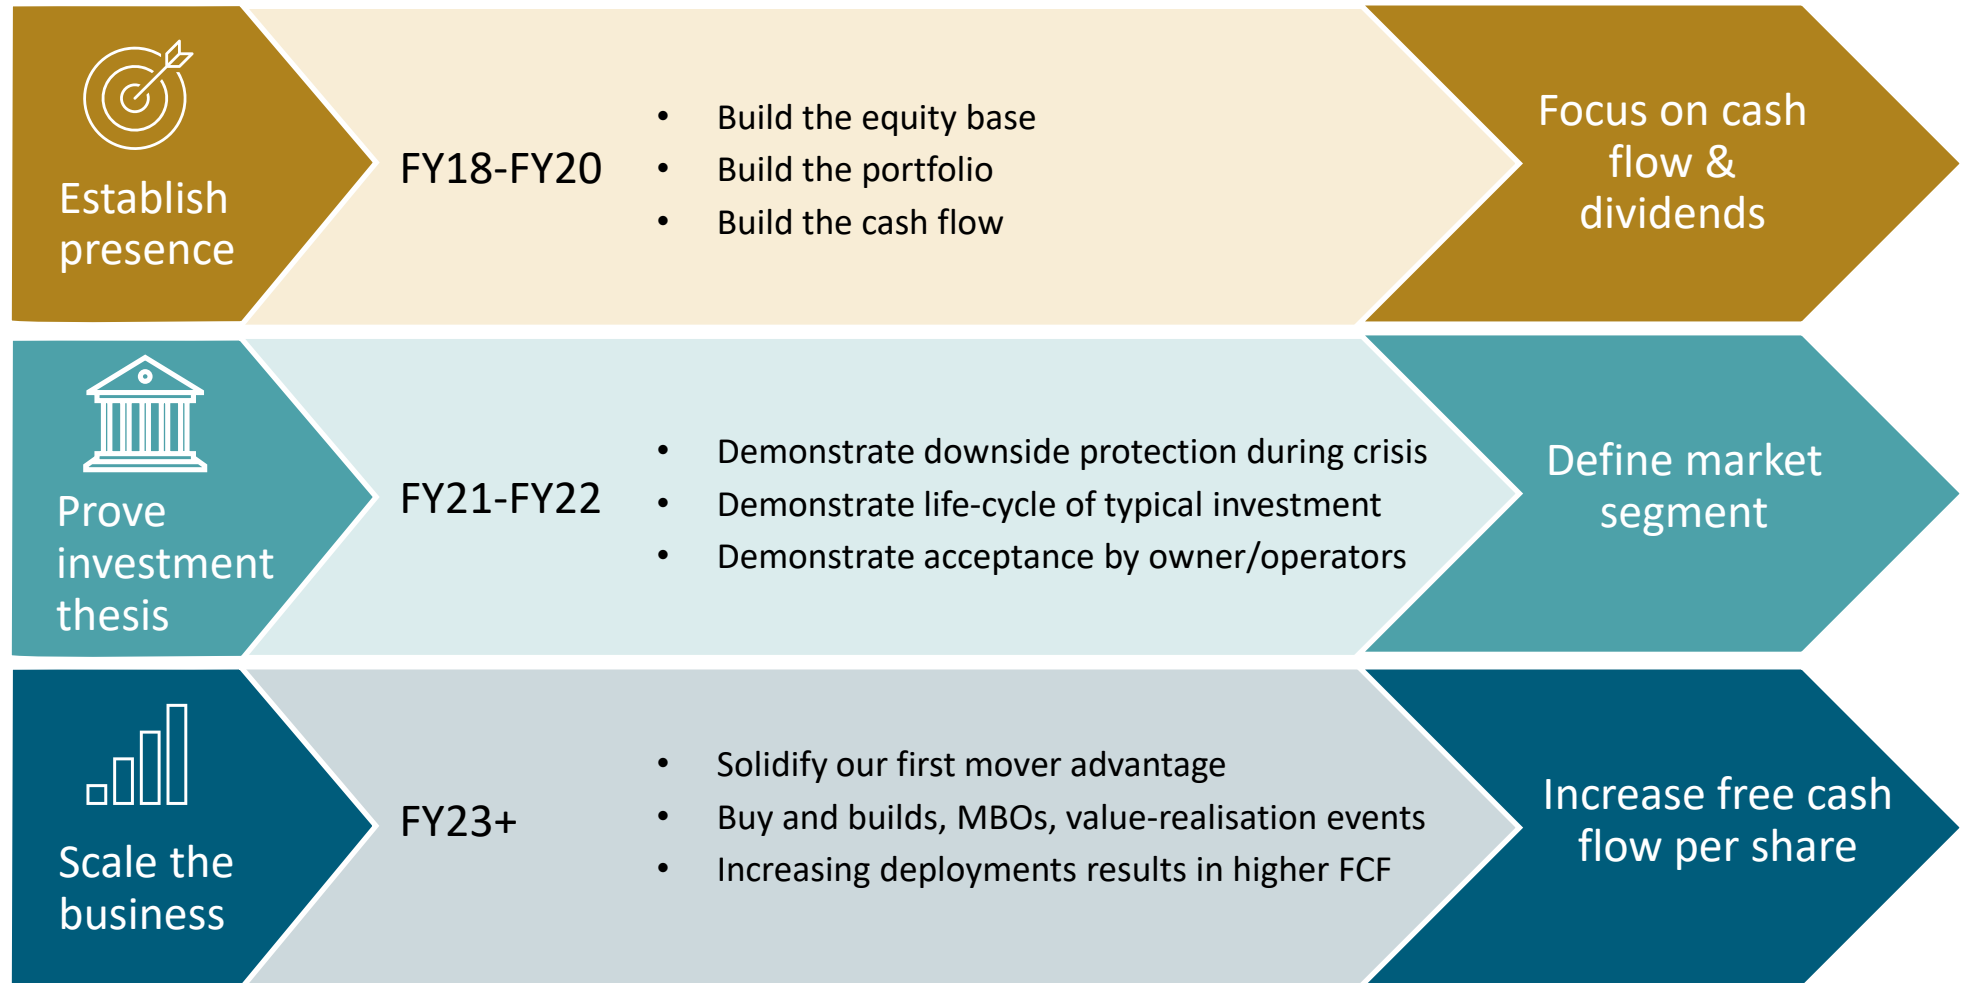 Establish
presence
FY18-FY20
• Build the equity base
• Build the portfolio
• Build the cash flow
Focus on cash
flow &
dividends
Prove
investment
thesis
FY21-FY22
• Demonstrate downside protection during crisis
• Demonstrate life-cycle of typical investment
• Demonstrate acceptance by owner/operators
Define market
segment
Scale the
business
FY23+
• Solidify our first mover advantage
• Buy and builds, MBOs, value-realisation events
• Increasing deployments results in higher FCF
Increase free cash
flow per share